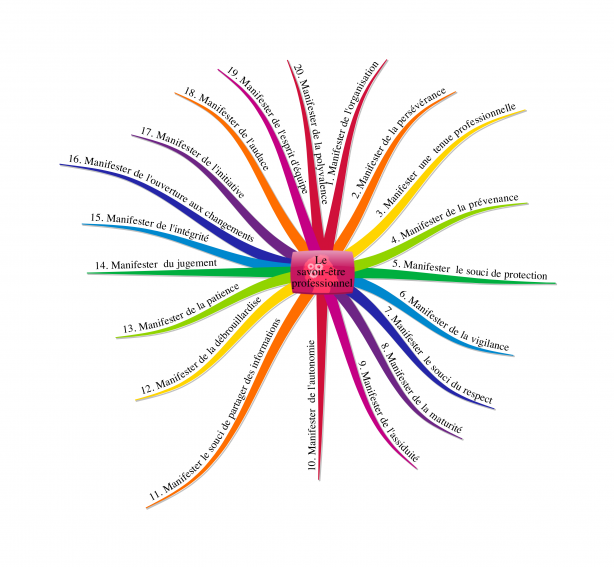 Le
savoir-être
professionnel
1. Manifester de l'organisation
2. Manifester de la persévérance
3. Manifester une tenue professionnelle
4. Manifester de la prévenance
5. Manifester le souci de protection
6. Manifester de la vigilance
7. Manifester le souci du respect
8. Manifester de la maturité
9. Manifester de l'assiduité
10. Manifester de l'autonomie
11. Manifester le souci de partager des informations
12. Manifester de la débrouillardise
13. Manifester de la patience
14. Manifester du jugement
15. Manifester de l'intégrité
16. Manifester de l'ouverture aux changements
17. Manifester de l'initiative
18. Manifester de l'audace
19. Manifester de l'esprit d'équipe
20. Manifester de la polyvalence